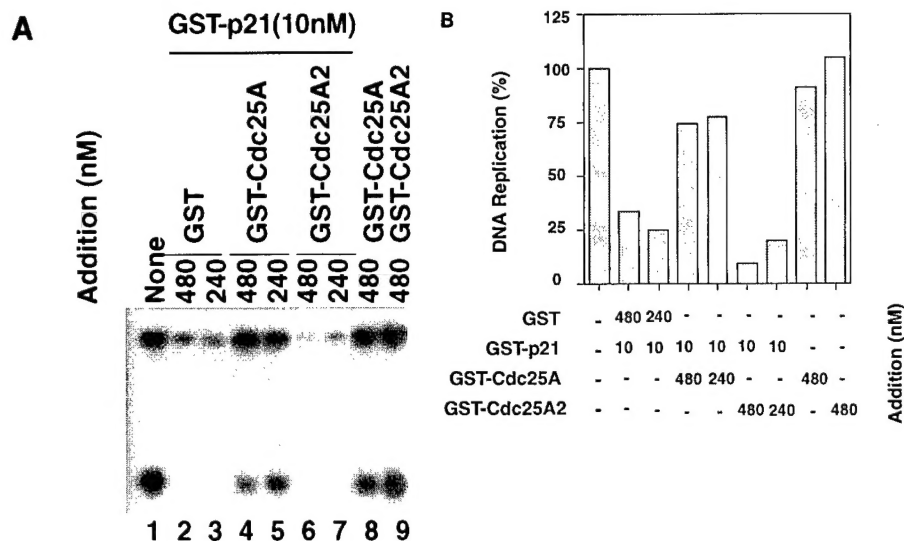 A
GST-p21(10nM)
Addition (nM)
None
GST
GST-Cdc25A
GST-Cdc25A2
GST-Cdc25A
GST-Cdc25A2
480 240 480 240 480 240 480 480
1 2 3 4 5 6 7 8 9
B
DNA Replication (%)
125
100
75
50
25
0
GST - 480 240 - - - - - -
GST-p21 - 10 10 10 10 10 10 - -
GST-Cdc25A - - - 480 240 - - 480 -
GST-Cdc25A2 - - - - - 480 240 - 480
Addition (nM)